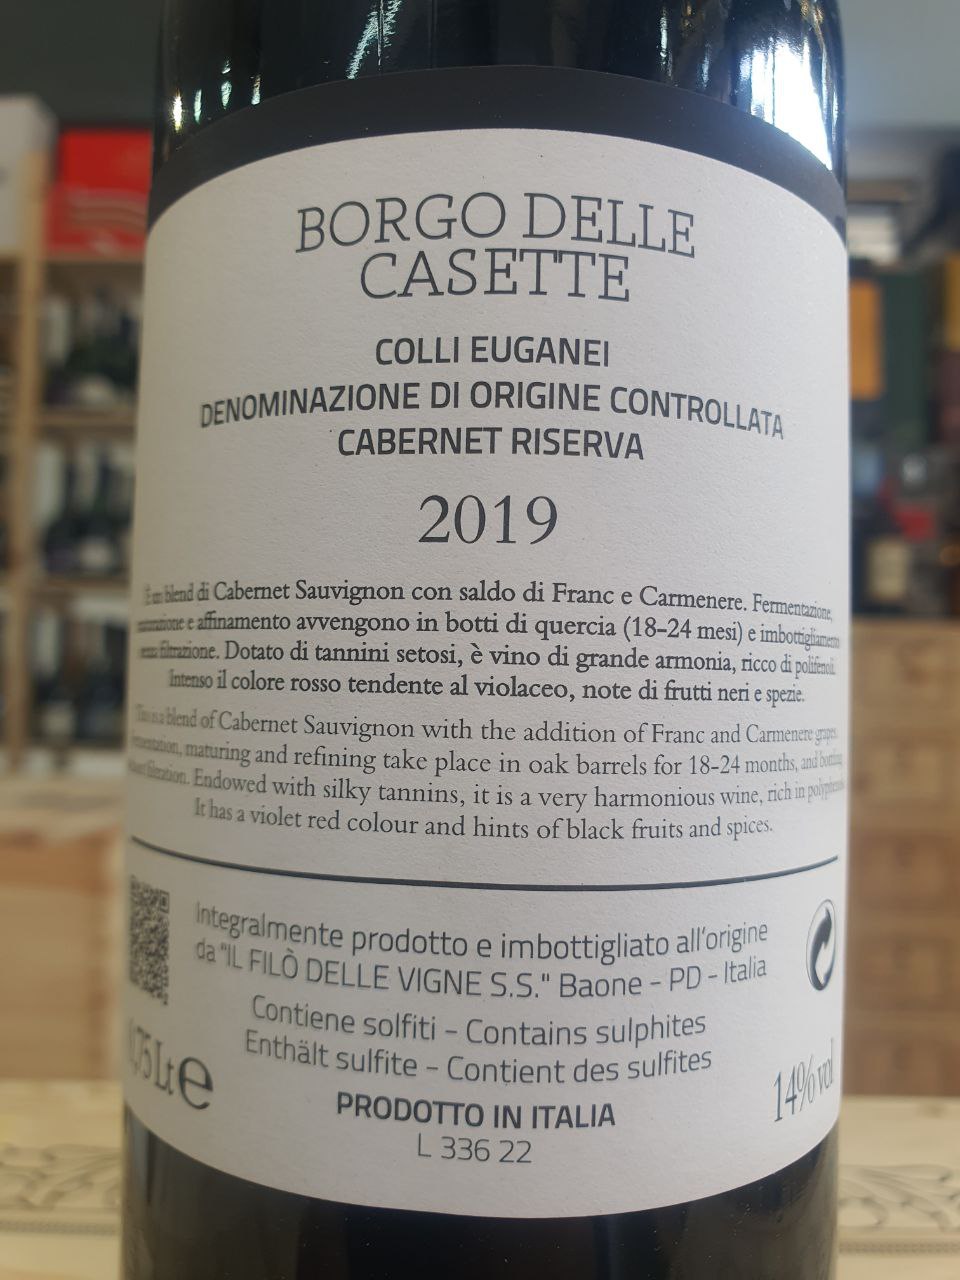 BORGO DELLE
CASETTE
COLLI EUGANEI
DENOMINAZIONE DI ORIGINE CONTROLLATA
CABERNET RISERVA
2019
È un blend di Cabernet Sauvignon con saldo di Franc e Carmenere. Fermentazione,
e affinamento avvengono in botti di quercia (18-24 mesi) e imbottigliamento
senza filtrazione. Dotato di tannini setosi, è vino di grande armonia, ricco di polifenoli.
Intenso il colore rosso tendente al violaceo, note di frutti neri e spezie.
This is a blend of Cabernet Sauvignon with the addition of Franc and Carmenere grapes.
maturing and refining take place in oak barrels for 18-24 months, and bottling
filtration. Endowed with silky tannins, it is a very harmonious wine, rich in
It has a violet red colour and hints of black fruits and spices.
Integralmente prodotto e imbottigliato all'origine
da "IL FILÒ DELLE VIGNE S.S." Baone - PD - Italia
Contiene solfiti - Contains sulphites
Enthält sulfite - Contient des sulfites
0,75 Lt e
14% vol
PRODOTTO IN ITALIA
L 336 22